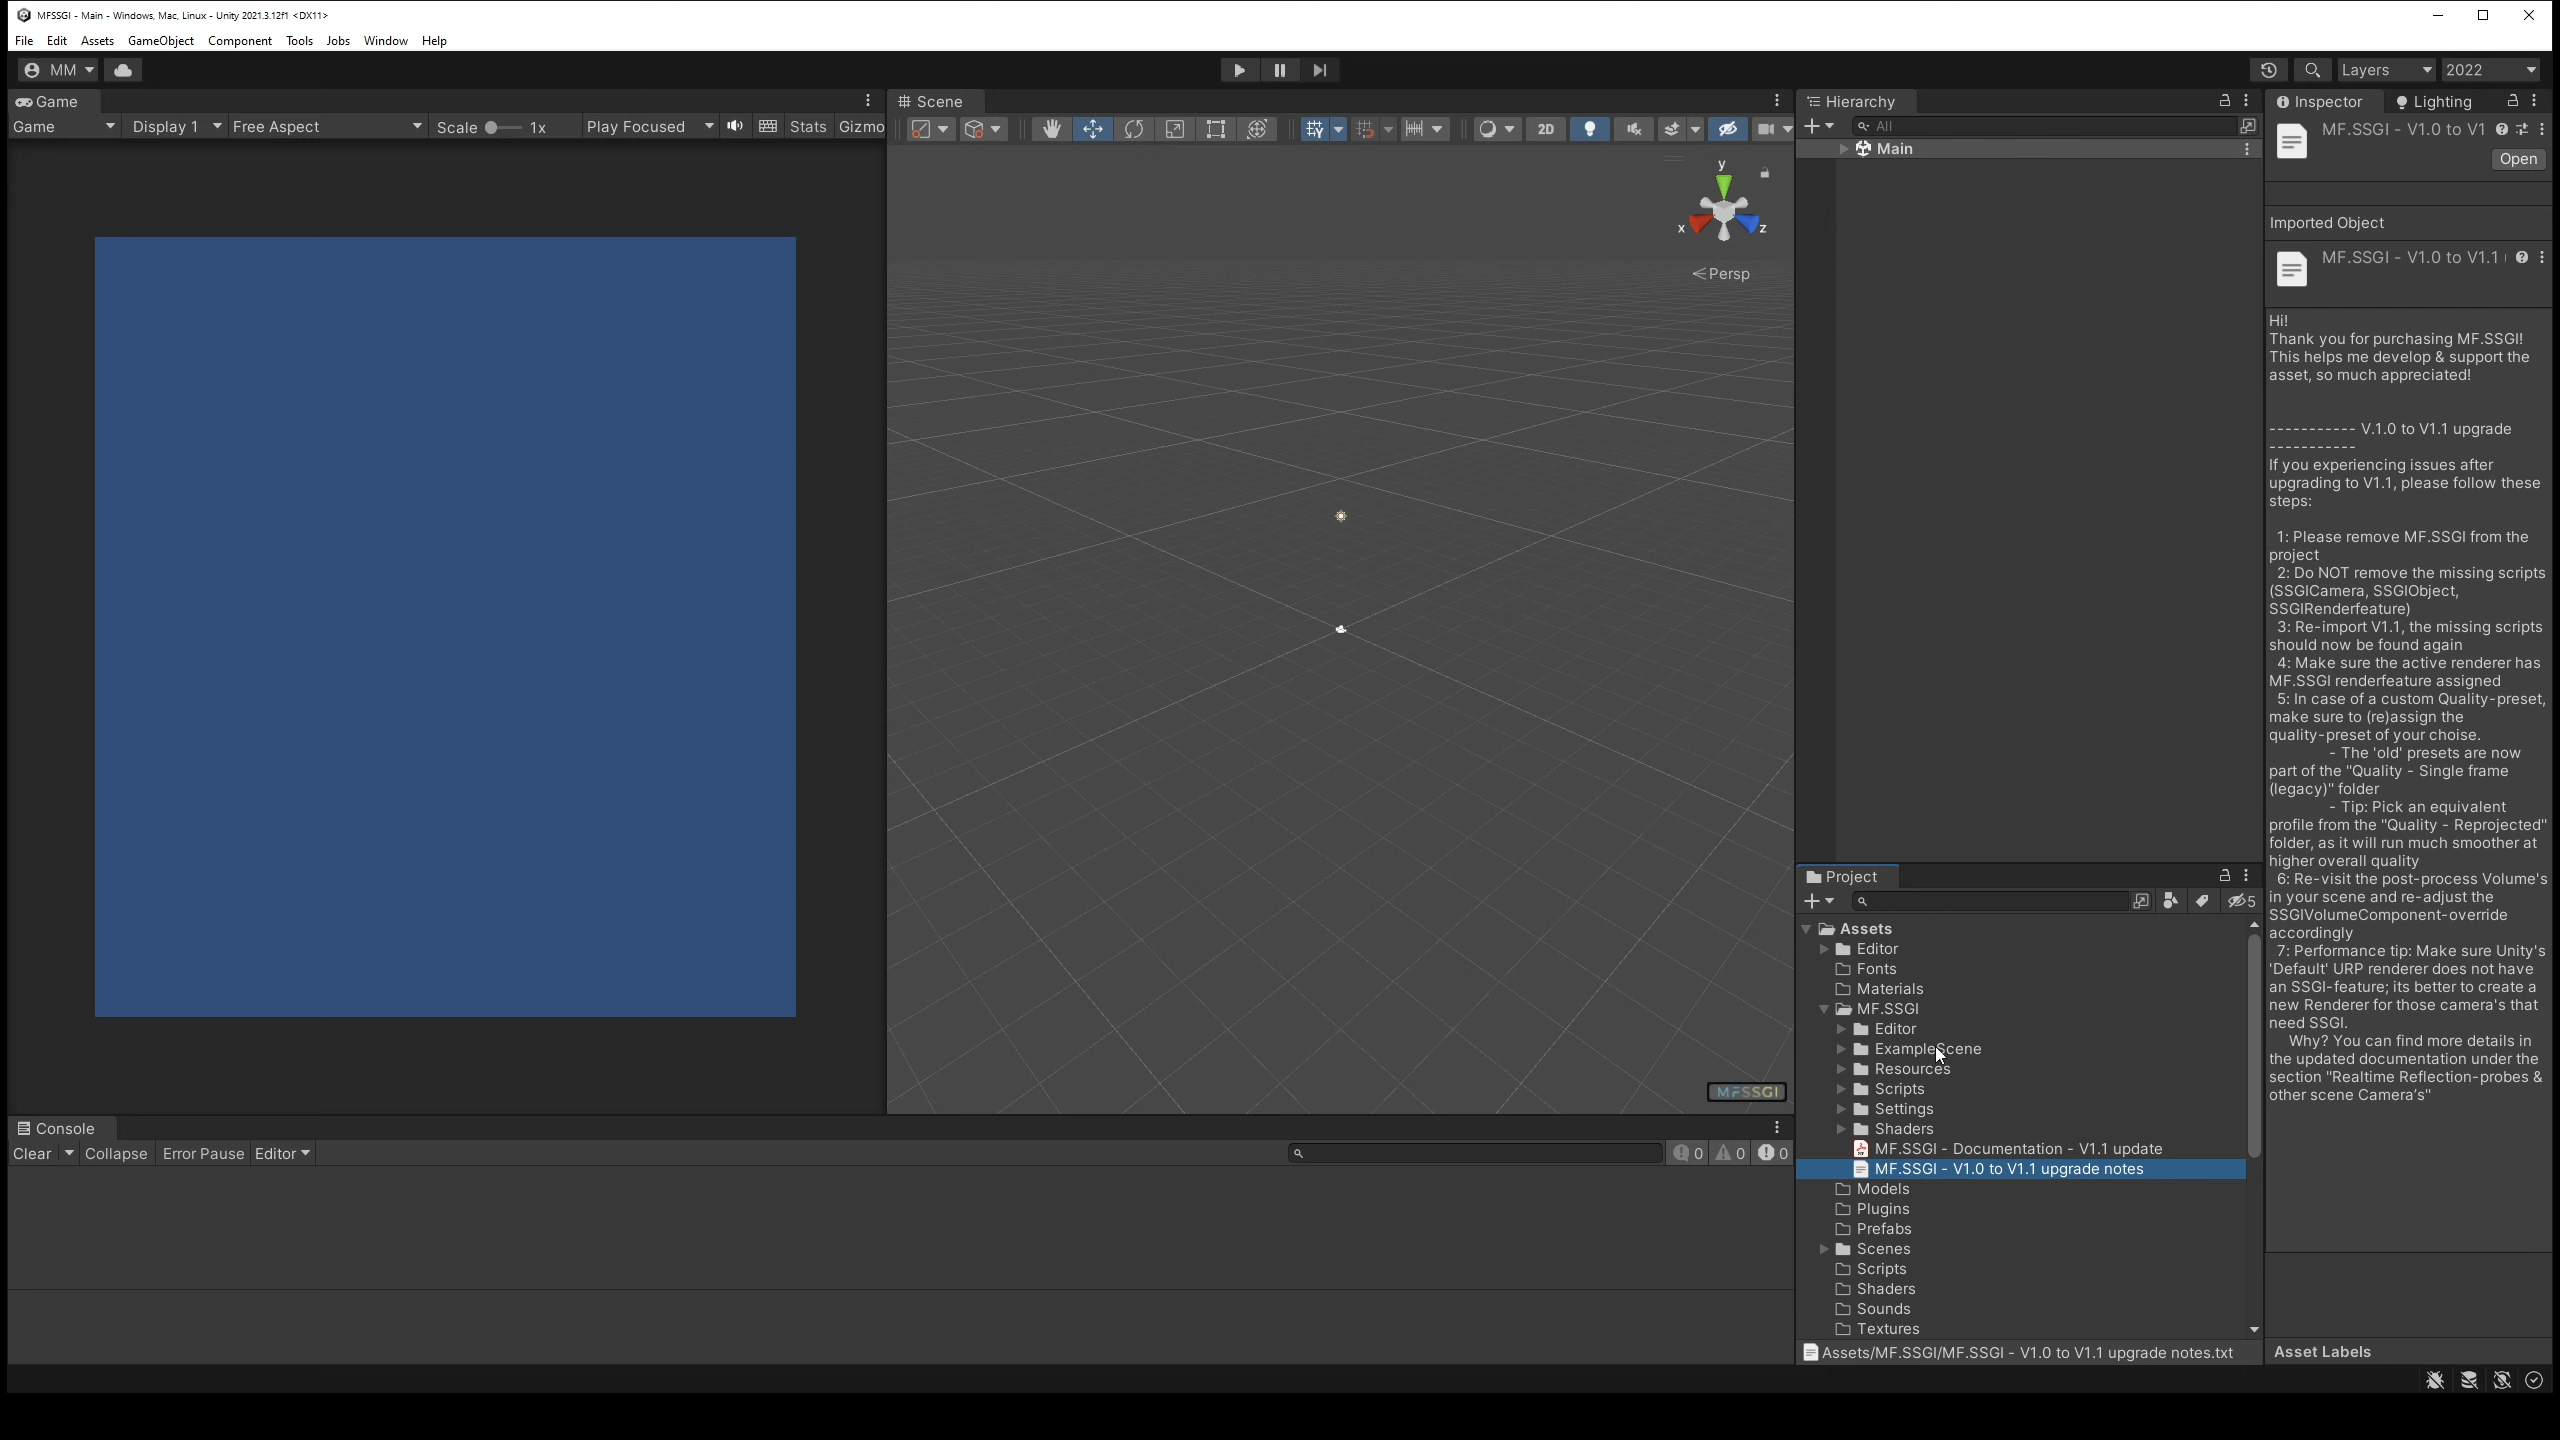 MFSSGI - Main - Windows, Mac, Linux - Unity 2021.3.12f1 <DX11>
File Edit Assets GameObject Component Tools Jobs Window Help
MM
Layers 2022
Game
Game Display 1 Free Aspect Scale 1x Play Focused Stats Gizmo
Scene
2D
y
x z
Persp
MFSSGI
Hierarchy
All
Main
Project
5
Assets
Editor
Fonts
Materials
MF.SSGI
Editor
ExampleScene
Resources
Scripts
Settings
Shaders
MF.SSGI - Documentation - V1.1 update
MF.SSGI - V1.0 to V1.1 upgrade notes
Models
Plugins
Prefabs
Scenes
Scripts
Shaders
Sounds
Textures
Assets/MF.SSGI/MF.SSGI - V1.0 to V1.1 upgrade notes.txt
Console
Clear Collapse Error Pause Editor 0 0 0
Inspector Lighting
MF.SSGI - V1.0 to V1
Open
Imported Object
MF.SSGI - V1.0 to V1.1
Hi!
Thank you for purchasing MF.SSGI!
This helps me develop & support the
asset, so much appreciated!
----------- V.1.0 to V1.1 upgrade
-----------
If you experiencing issues after
upgrading to V1.1, please follow these
steps:
1: Please remove MF.SSGI from the
project
2: Do NOT remove the missing scripts
(SSGICamera, SSGIObject,
SSGIRenderfeature)
3: Re-import V1.1, the missing scripts
should now be found again
4: Make sure the active renderer has
MF.SSGI renderfeature assigned
5: In case of a custom Quality-preset,
make sure to (re)assign the
quality-preset of your choise.
- The 'old' presets are now
part of the "Quality - Single frame
(legacy)" folder
- Tip: Pick an equivalent
profile from the "Quality - Reprojected"
folder, as it will run much smoother at
higher overall quality
6: Re-visit the post-process Volume's
in your scene and re-adjust the
SSGIVolumeComponent-override
accordingly
7: Performance tip: Make sure Unity's
'Default' URP renderer does not have
an SSGI-feature; its better to create a
new Renderer for those camera's that
need SSGI.
Why? You can find more details in
the updated documentation under the
section "Realtime Reflection-probes &
other scene Camera's"
Asset Labels